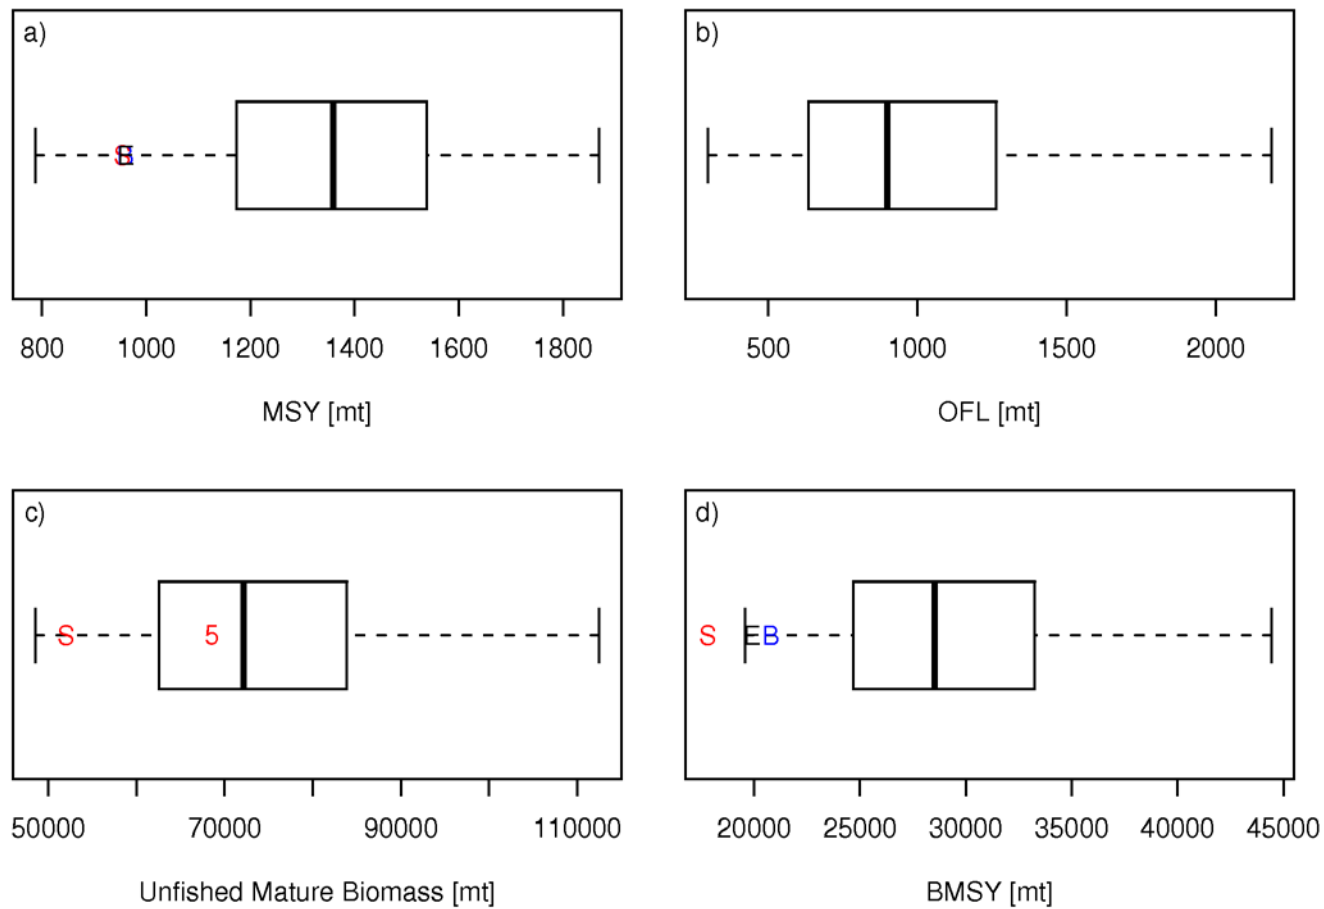 a)
S B E
800 1000 1200 1400 1600 1800
MSY [mt]
b)
500 1000 1500 2000
OFL [mt]
c)
S 5
50000 70000 90000 110000
Unfished Mature Biomass [mt]
d)
S E B
20000 25000 30000 35000 40000 45000
BMSY [mt]